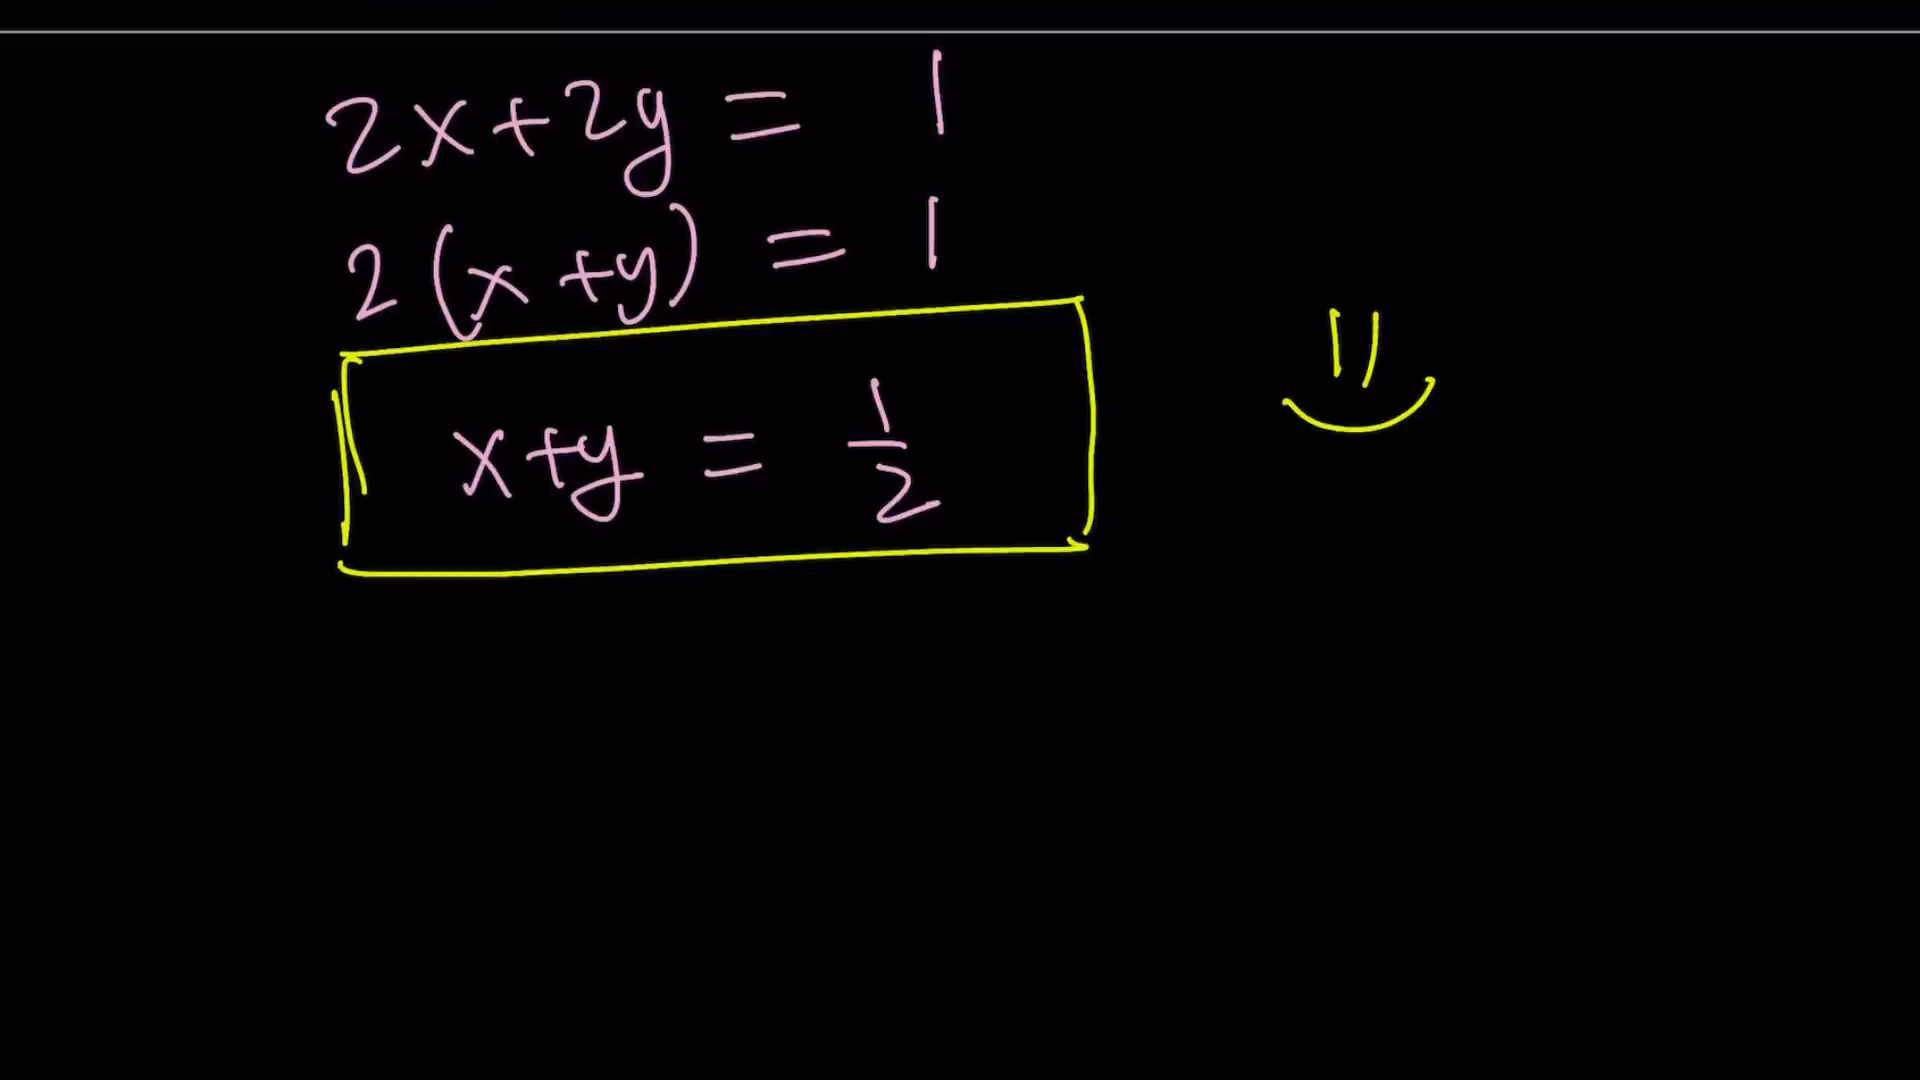 2x+2y = 1
2(x+y) = 1
x+y = 1/2